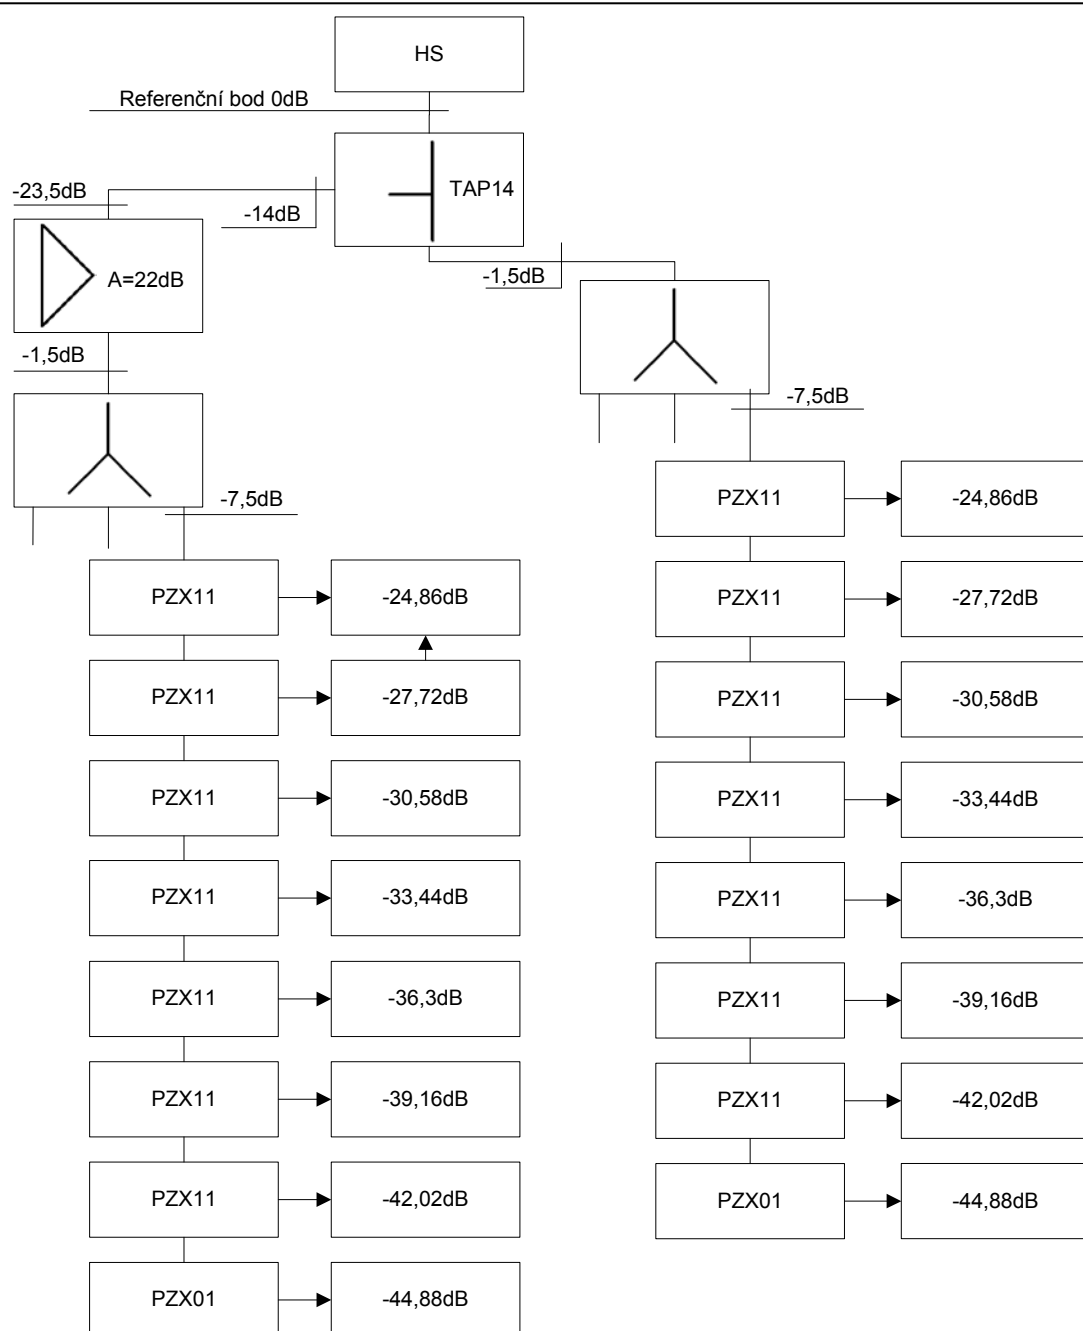 HS
Referenční bod 0dB
TAP14
-23,5dB
-14dB
A=22dB
-1,5dB
-1,5dB
-7,5dB
-7,5dB
PZX11
-24,86dB
PZX11
-27,72dB
PZX11
-30,58dB
PZX11
-33,44dB
PZX11
-36,3dB
PZX11
-39,16dB
PZX11
-42,02dB
PZX01
-44,88dB
PZX11
-24,86dB
PZX11
-27,72dB
PZX11
-30,58dB
PZX11
-33,44dB
PZX11
-36,3dB
PZX11
-39,16dB
PZX11
-42,02dB
PZX01
-44,88dB